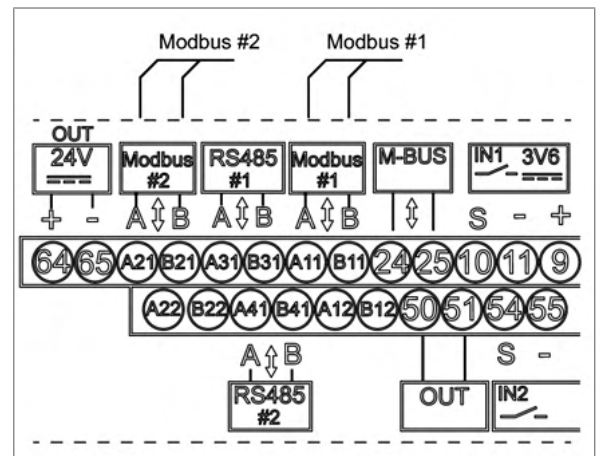 Modbus #2 Modbus #1
OUT
24V Modbus #2 RS485 #1 Modbus #1 M-BUS IN1 3V6
+ - A B A B A B S - +
64 65 A21 B21 A31 B31 A11 B11 24 25 10 11 9
A22 B22 A41 B41 A12 B12 50 51 54 55
A B S -
RS485 #2 OUT IN2